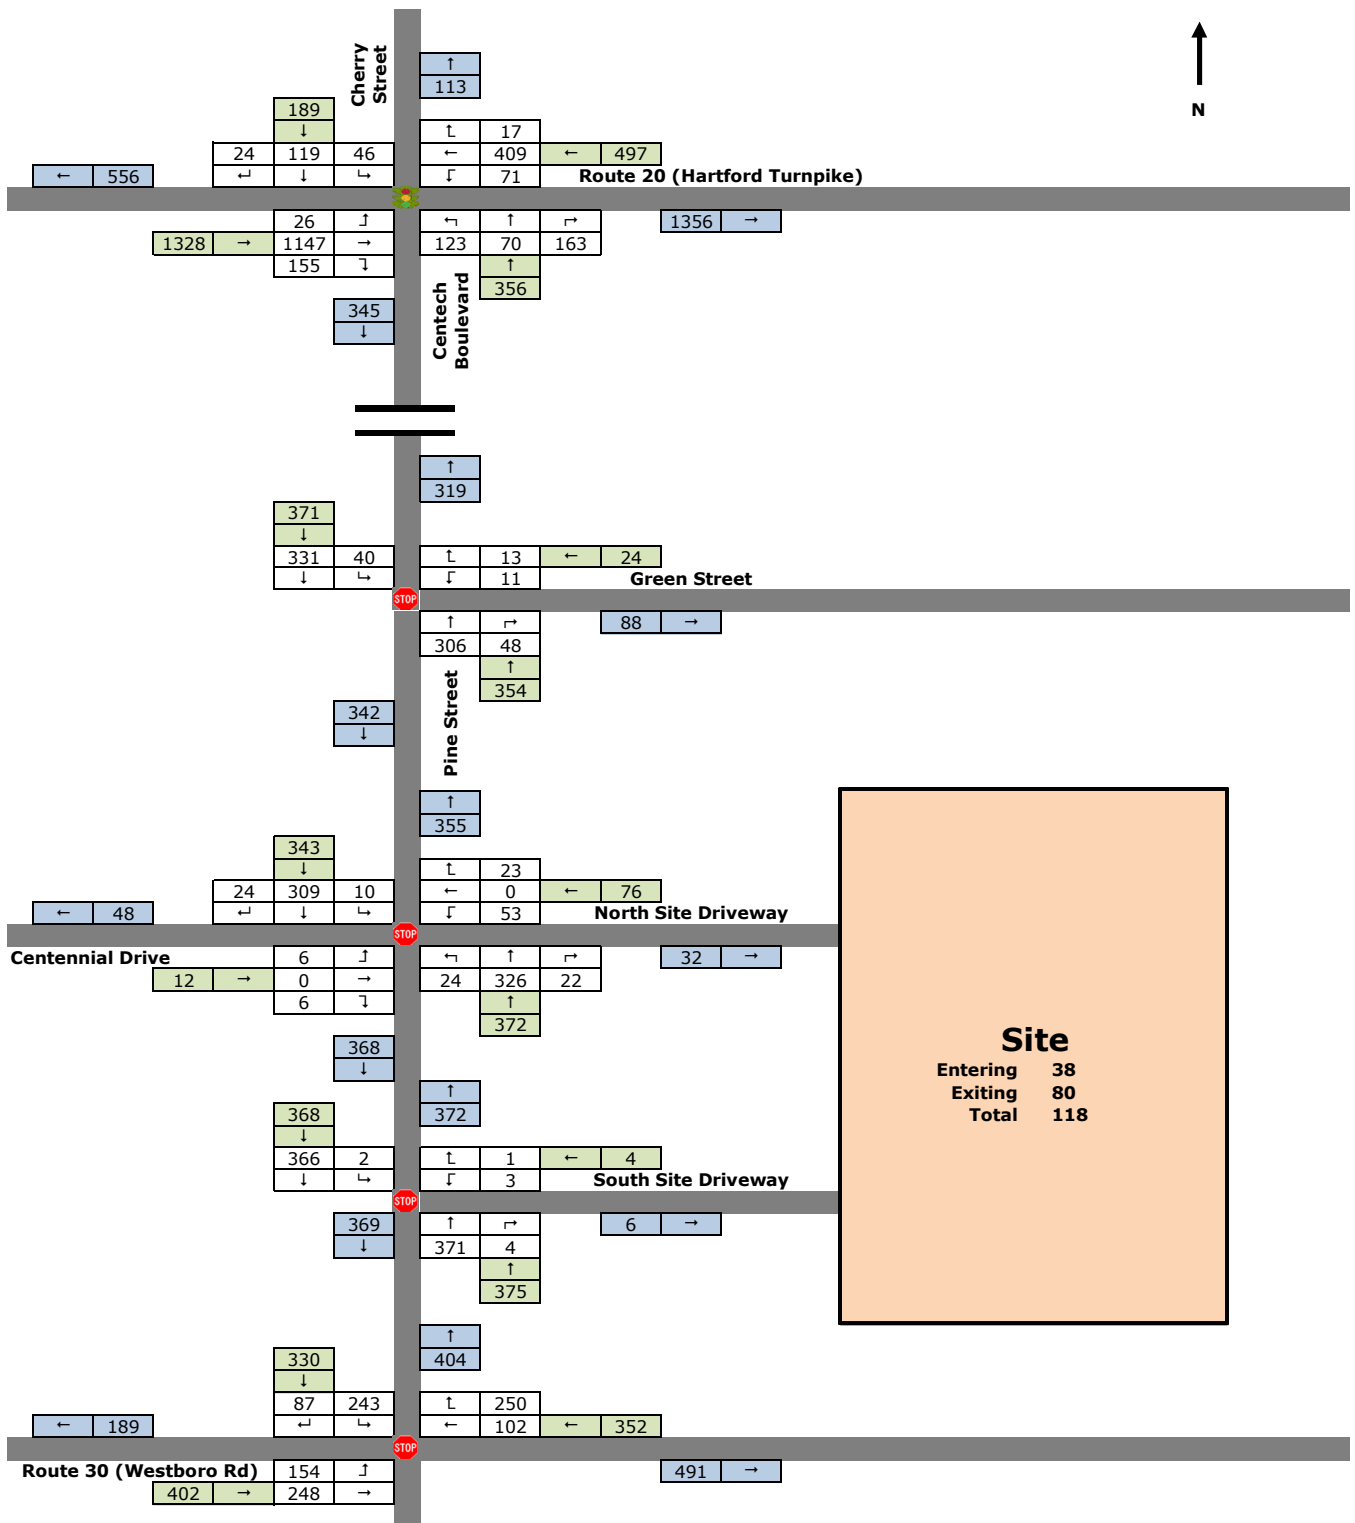 Cherry
Street
↑
113
N
189
↓
↰ 17
24 119 46
← 409 ← 497
← 556
↵ ↓ ↳
↲ 71
Route 20 (Hartford Turnpike)
26 ⮥
↰ ↑ ↱
1356 →
1328 → 1147 →
123 70 163
155 ↴
↑
356
345
↓
Centech
Boulevard
↑
319
371
↓
331 40
↓ ↳
↰ 13 ← 24
↲ 11
Green Street
STOP
↑ ↱
306 48
88 →
↑
354
342
↓
Pine Street
↑
355
343
↓
↰ 23
24 309 10
← 0 ← 76
← 48
↵ ↓ ↳
↲ 53
North Site Driveway
STOP
Centennial Drive
6 ⮥
↰ ↑ ↱
32 →
12 → 0 →
24 326 22
6 ↴
↑
372
368
↓
Site
Entering 38
Exiting 80
Total 118
↑
372
368
↓
366 2
↓ ↳
↰ 1 ← 4
↲ 3
South Site Driveway
STOP
369
↓
↑ ↱
371 4
6 →
↑
375
↑
404
330
↓
87 243
↰ 250
← 189
↵ ↳
← 102 ← 352
STOP
Route 30 (Westboro Rd)
154 ⮥
491 →
402 → 248 →